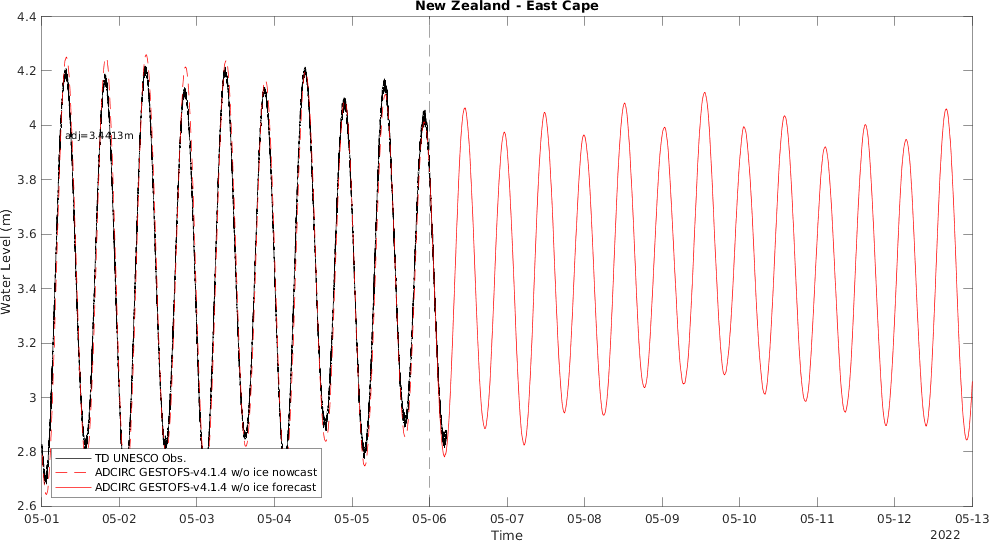 New Zealand - East Cape
4.4
4.2
4
3.8
3.6
3.4
3.2
3
2.8
2.6
Water Level (m)
adj=3.4413m
TD UNESCO Obs.
ADCIRC GESTOFS-v4.1.4 w/o ice nowcast
ADCIRC GESTOFS-v4.1.4 w/o ice forecast
05-01 05-02 05-03 05-04 05-05 05-06 05-07 05-08 05-09 05-10 05-11 05-12 05-13
Time
2022